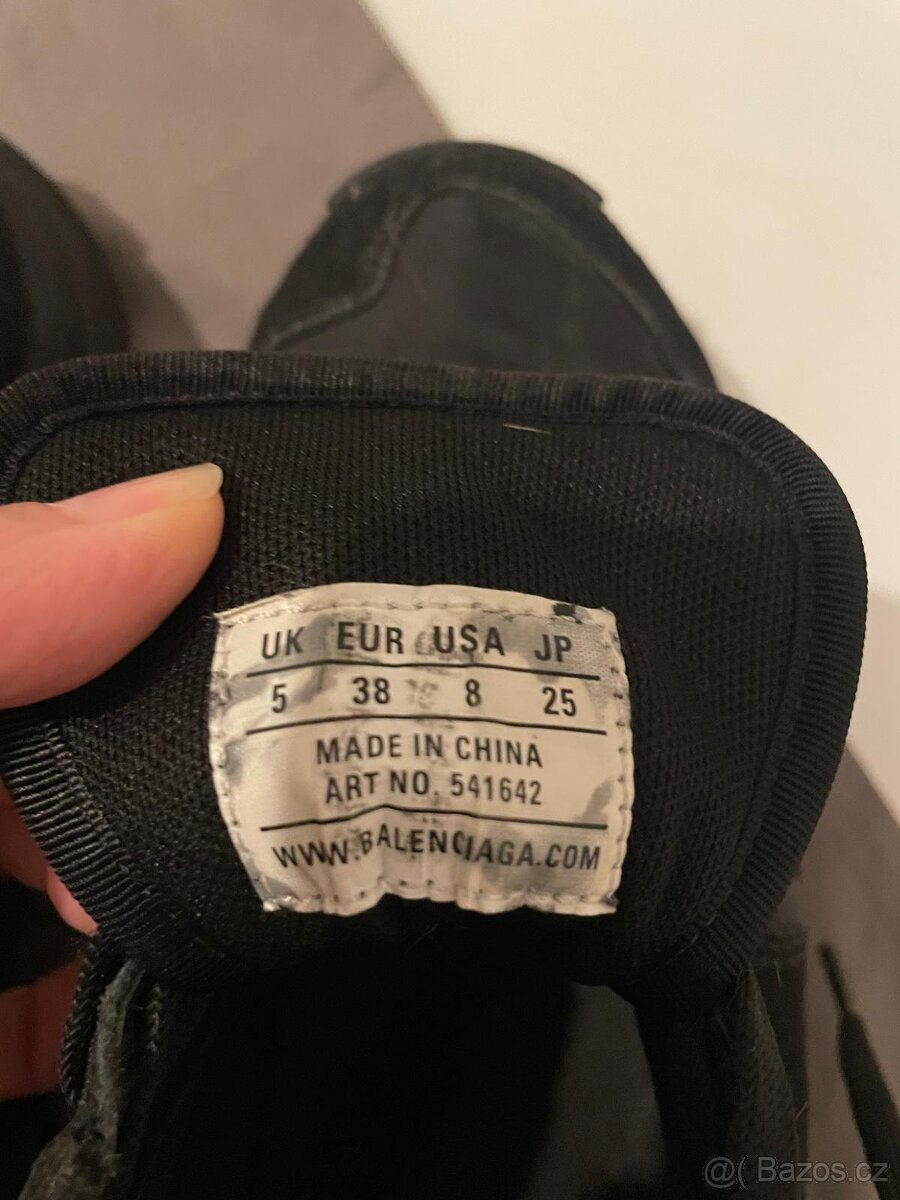 UK EUR USA JP
5 38 8 25
MADE IN CHINA
ART NO. 541642
WWW.BALENCIAGA.COM
@( Bazos.cz